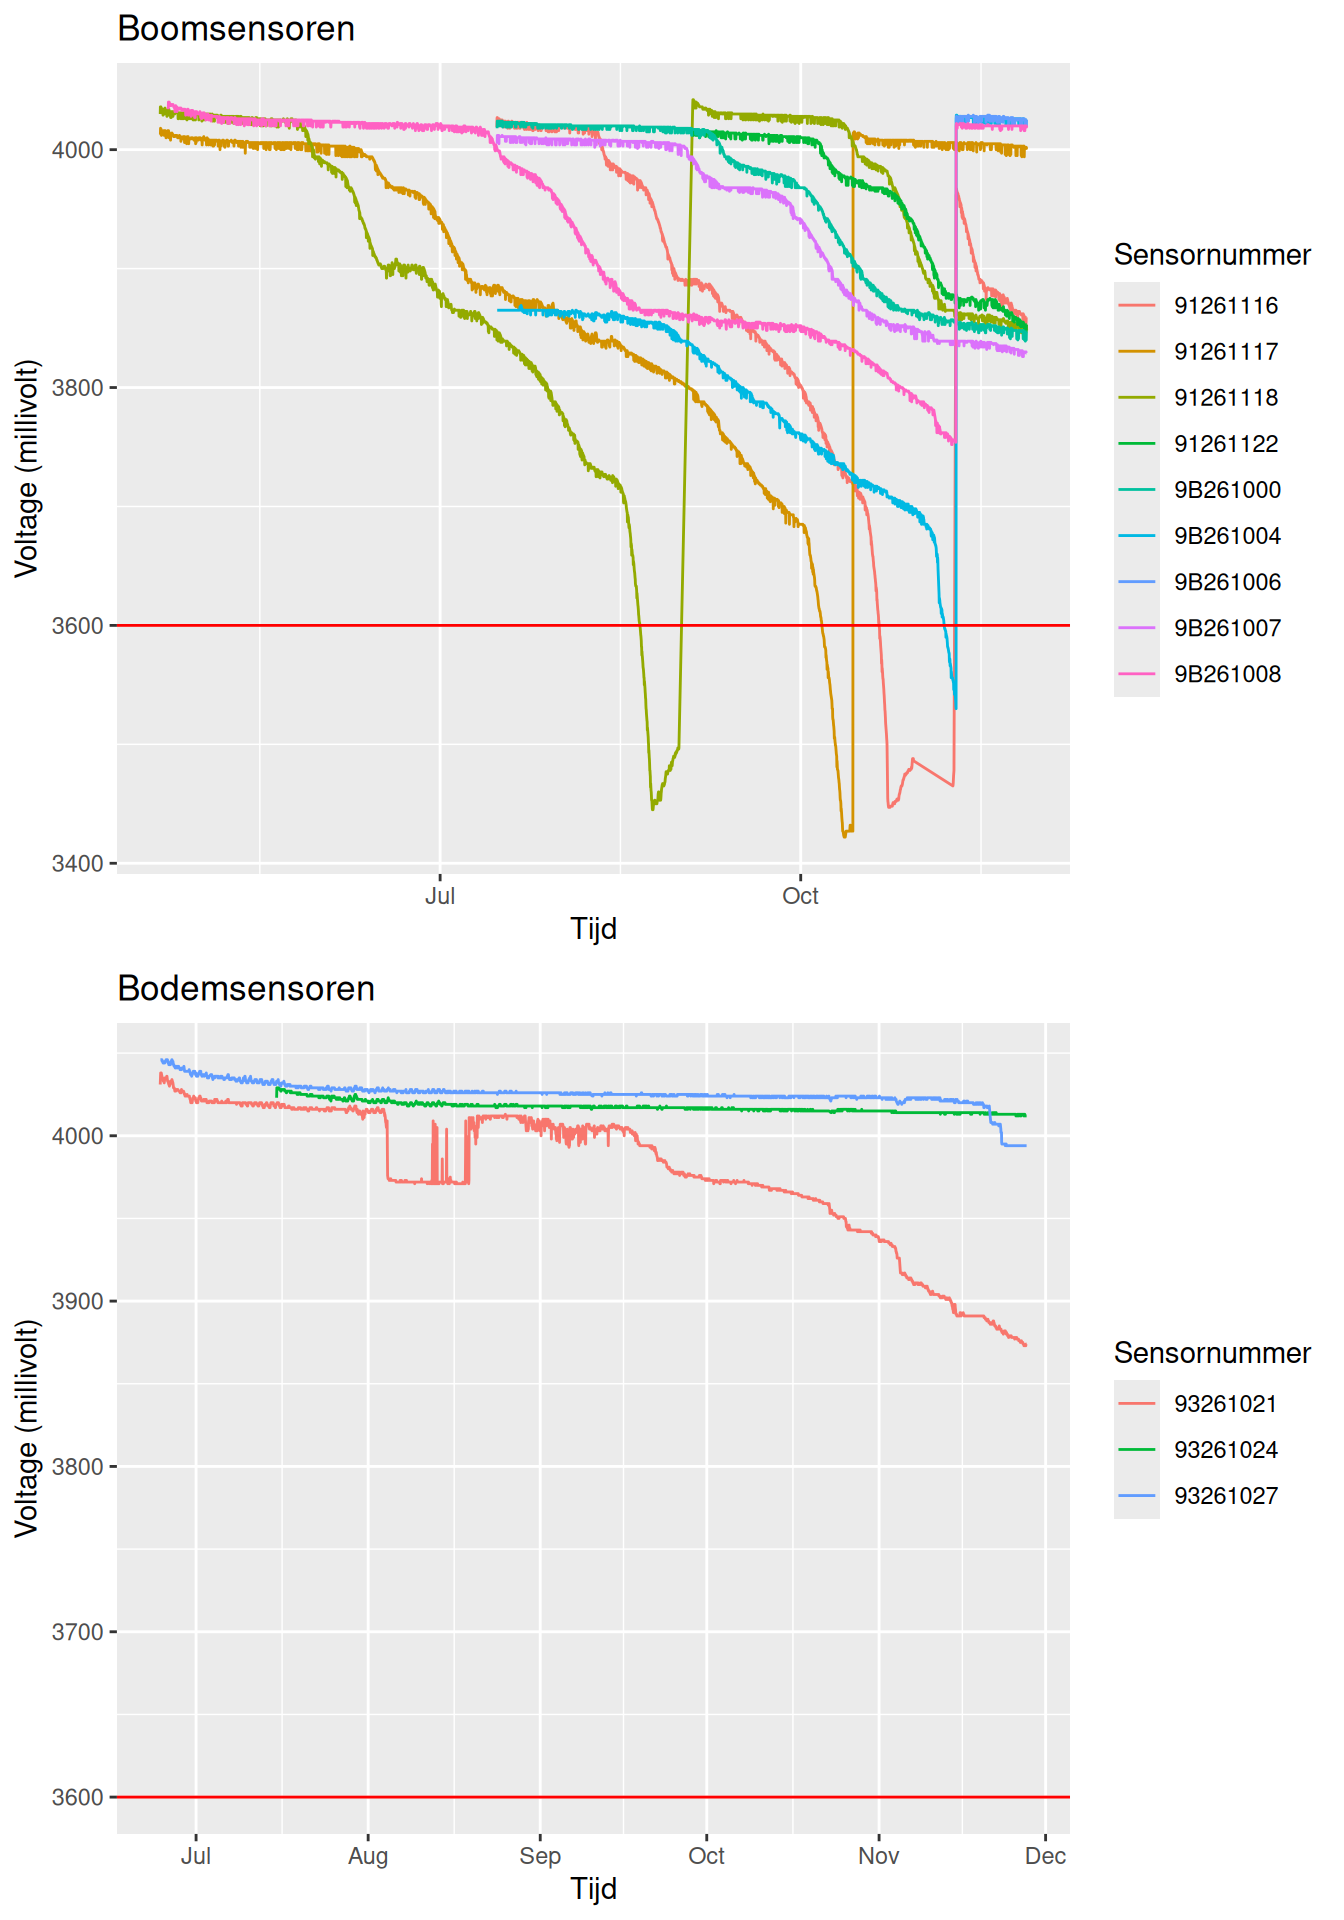 Boomsensoren
Voltage (millivolt)
4000
3800
3600
3400
Jul
Oct
Tijd
Sensornummer
91261116
91261117
91261118
91261122
9B261000
9B261004
9B261006
9B261007
9B261008
Bodemsensoren
Voltage (millivolt)
4000
3900
3800
3700
3600
Jul
Aug
Sep
Oct
Nov
Dec
Tijd
Sensornummer
93261021
93261024
93261027